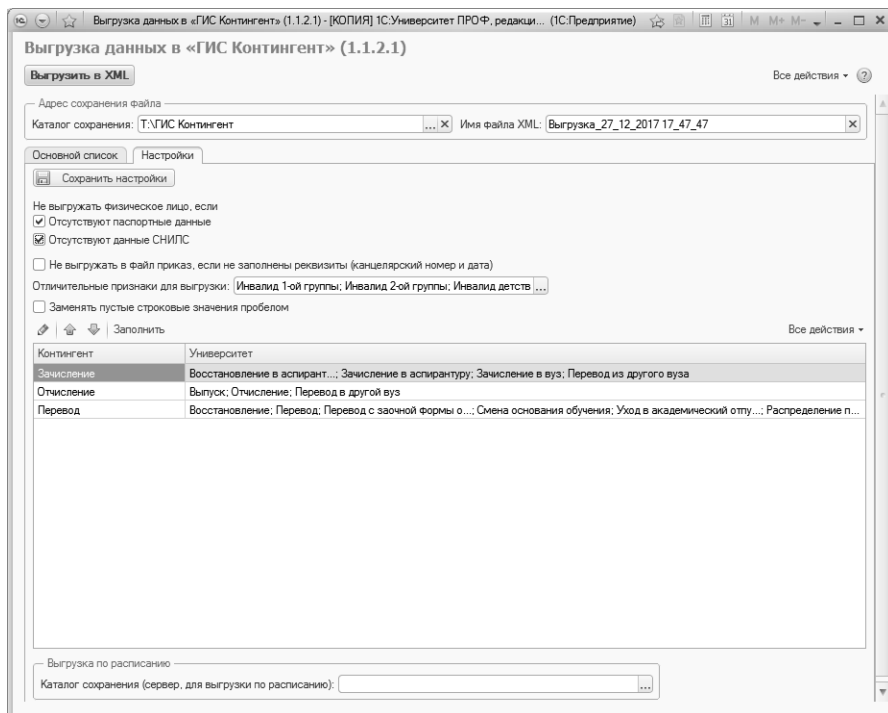 Выгрузка данных в «ГИС Контингент» (1.1.2.1) - [КОПИЯ] 1С:Университет ПРОФ, редакци... (1С:Предприятие) 31 M M+ M-
Выгрузка данных в «ГИС Контингент» (1.1.2.1)
Выгрузить в XML Все действия ?
Адрес сохранения файла
Каталог сохранения: T:\ГИС Контингент ... Имя файла XML: Выгрузка_27_12_2017 17_47_47
Основной список Настройки
Сохранить настройки
Не выгружать физическое лицо, если
Отсутствуют паспортные данные
Отсутствуют данные СНИЛС
Не выгружать в файл приказ, если не заполнены реквизиты (канцелярский номер и дата)
Отличительные признаки для выгрузки: Инвалид 1-ой группы; Инвалид 2-ой группы; Инвалид детств ...
Заменять пустые строковые значения пробелом
Заполнить Все действия
Контингент Университет
Зачисление Восстановление в аспирант...; Зачисление в аспирантуру; Зачисление в вуз; Перевод из другого вуза
Отчисление Выпуск; Отчисление; Перевод в другой вуз
Перевод Восстановление; Перевод; Перевод с заочной формы о...; Смена основания обучения; Уход в академический отпу...; Распределение п...
Выгрузка по расписанию
Каталог сохранения (сервер, для выгрузки по расписанию): ...